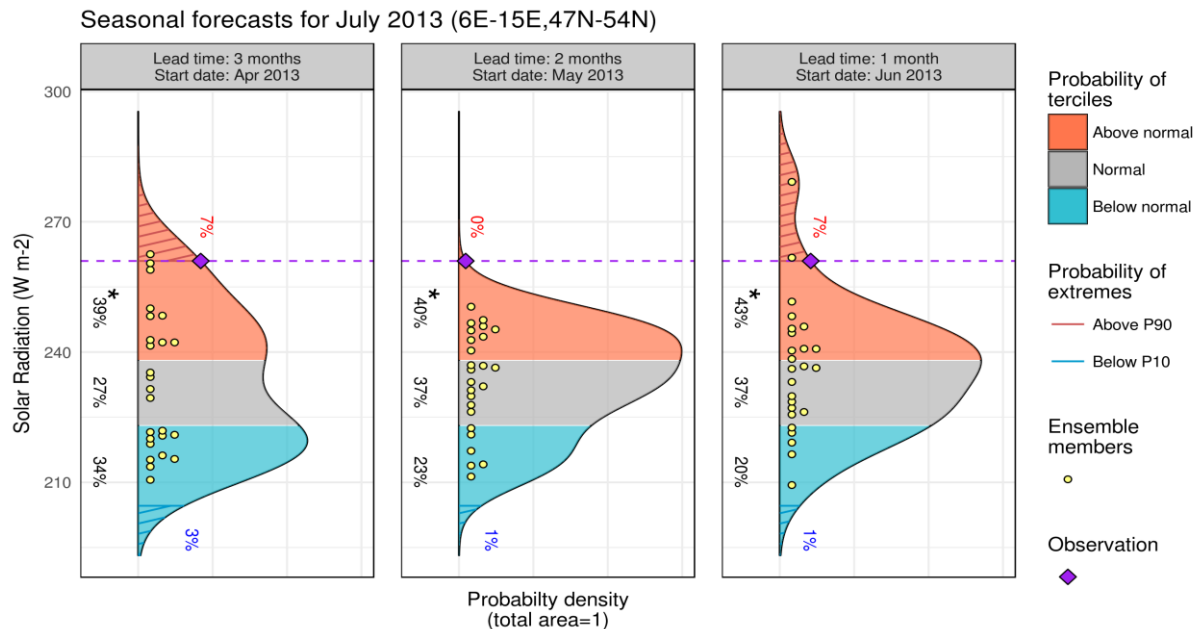 Seasonal forecasts for July 2013 (6E-15E,47N-54N)
Lead time: 3 months
Start date: Apr 2013
Lead time: 2 months
Start date: May 2013
Lead time: 1 month
Start date: Jun 2013
Solar Radiation (W m-2)
300
270
240
210
7%
*
39%
27%
34%
3%
0%
*
40%
37%
23%
1%
7%
*
43%
37%
20%
1%
Probabilty density
(total area=1)
Probability of
terciles
Above normal
Normal
Below normal
Probability of
extremes
Above P90
Below P10
Ensemble
members
Observation